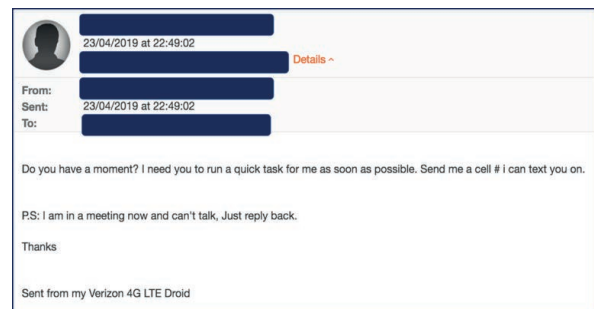 23/04/2019 at 22:49:02
Details ^
From:
Sent: 23/04/2019 at 22:49:02
To:
Do you have a moment? I need you to run a quick task for me as soon as possible. Send me a cell # i can text you on.
P.S: I am in a meeting now and can't talk, Just reply back.
Thanks
Sent from my Verizon 4G LTE Droid